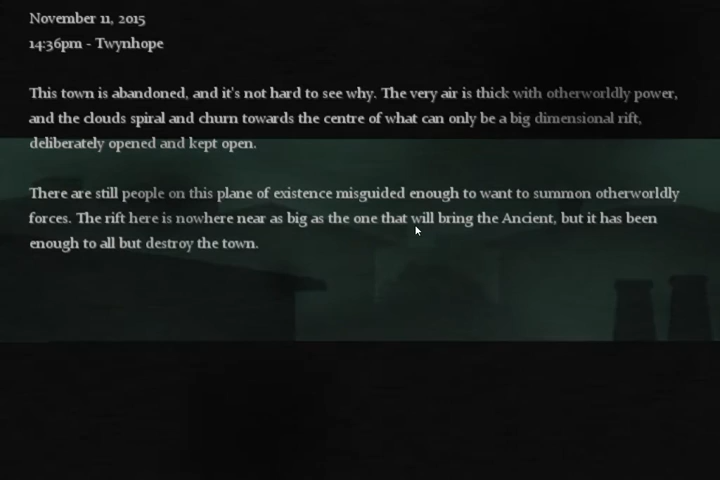 November 11, 2015
14:36pm - Twynhope
This town is abandoned, and it's not hard to see why. The very air is thick with otherworldly power,
and the clouds spiral and churn towards the centre of what can only be a big dimensional rift,
deliberately opened and kept open.
There are still people on this plane of existence misguided enough to want to summon otherworldly
forces. The rift here is nowhere near as big as the one that will bring the Ancient, but it has been
enough to all but destroy the town.